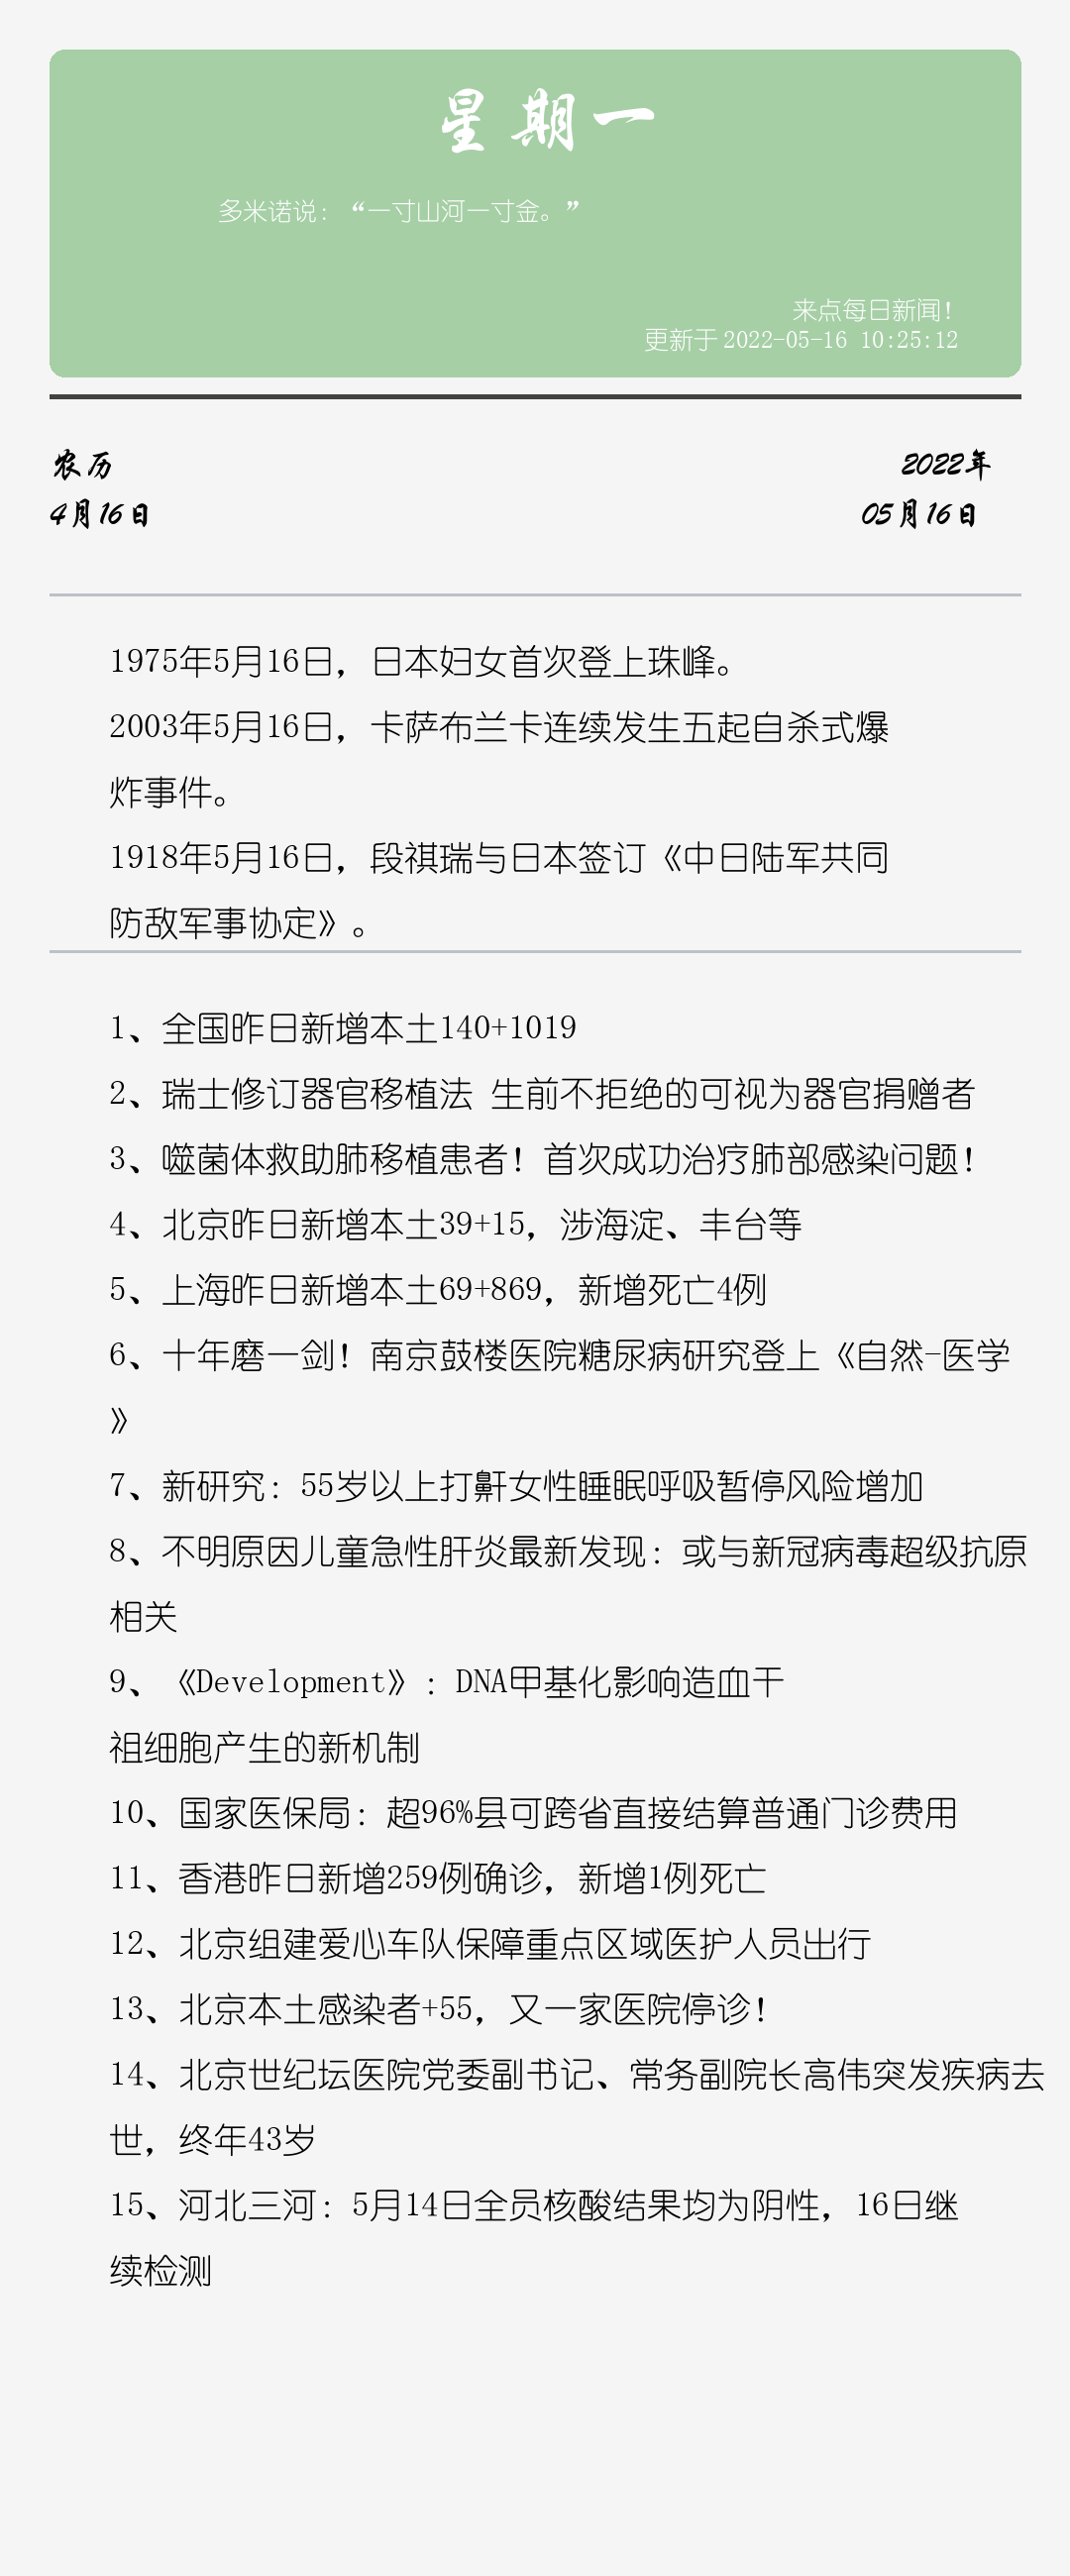 星期一
多米诺说：“一寸山河一寸金。”
来点每日新闻！
更新于2022-05-16 10:25:12
农历
2022年
4月16日
05月16日
1975年5月16日，日本妇女首次登上珠峰。
2003年5月16日，卡萨布兰卡连续发生五起自杀式爆
炸事件。
1918年5月16日，段祺瑞与日本签订《中日陆军共同
防敌军事协定》。
1、全国昨日新增本土140+1019
2、瑞士修订器官移植法 生前不拒绝的可视为器官捐赠者
3、噬菌体救助肺移植患者！首次成功治疗肺部感染问题！
4、北京昨日新增本土39+15，涉海淀、丰台等
5、上海昨日新增本土69+869，新增死亡4例
6、十年磨一剑！南京鼓楼医院糖尿病研究登上《自然-医学
》
7、新研究：55岁以上打鼾女性睡眠呼吸暂停风险增加
8、不明原因儿童急性肝炎最新发现：或与新冠病毒超级抗原
相关
9、《Development》：DNA甲基化影响造血干
祖细胞产生的新机制
10、国家医保局：超96%县可跨省直接结算普通门诊费用
11、香港昨日新增259例确诊，新增1例死亡
12、北京组建爱心车队保障重点区域医护人员出行
13、北京本土感染者+55，又一家医院停诊！
14、北京世纪坛医院党委副书记、常务副院长高伟突发疾病去
世，终年43岁
15、河北三河：5月14日全员核酸结果均为阴性，16日继
续检测